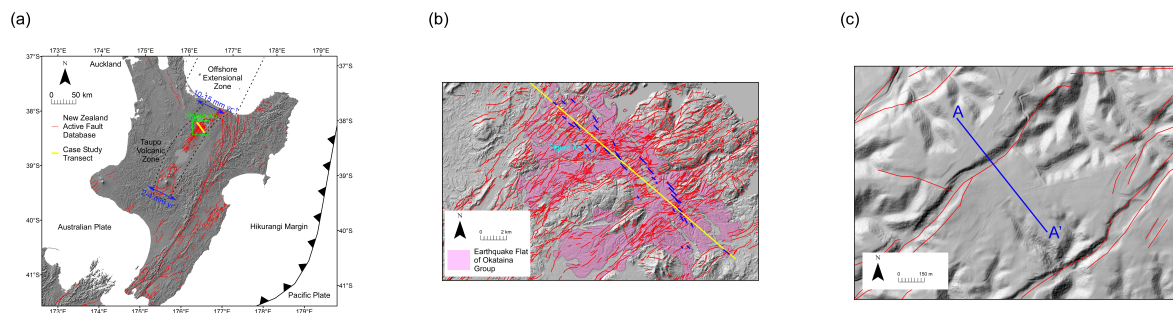 (a)
(b)
(c)
173°E 174°E 175°E 176°E 177°E 178°E 179°E
37°S
38°S
39°S
40°S
41°S
37°S
38°S
39°S
40°S
41°S
173°E 174°E 175°E 176°E 177°E 178°E 179°E
Auckland
Offshore
Extensional
Zone
N
0 50 km
New Zealand
Active Fault
Database
Case Study
Transect
Taupo
Volcanic
Zone
Australian Plate
Hikurangi Margin
Pacific Plate
N
0 2 km
Earthquake Flat
of Okataina
Group
A
A'
N
0 150 m